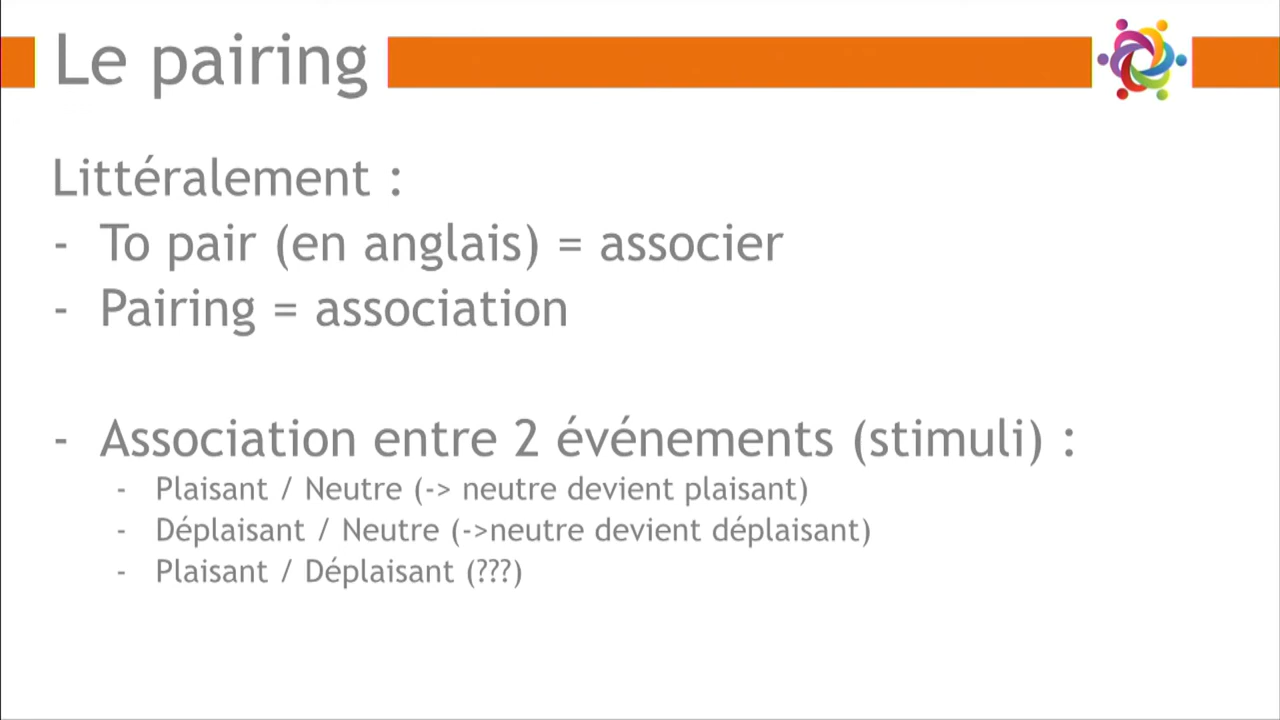 Le pairing
Littéralement :
- To pair (en anglais) = associer
- Pairing = association
- Association entre 2 événements (stimuli) :
- Plaisant / Neutre (-> neutre devient plaisant)
- Déplaisant / Neutre (->neutre devient déplaisant)
- Plaisant / Déplaisant (???)